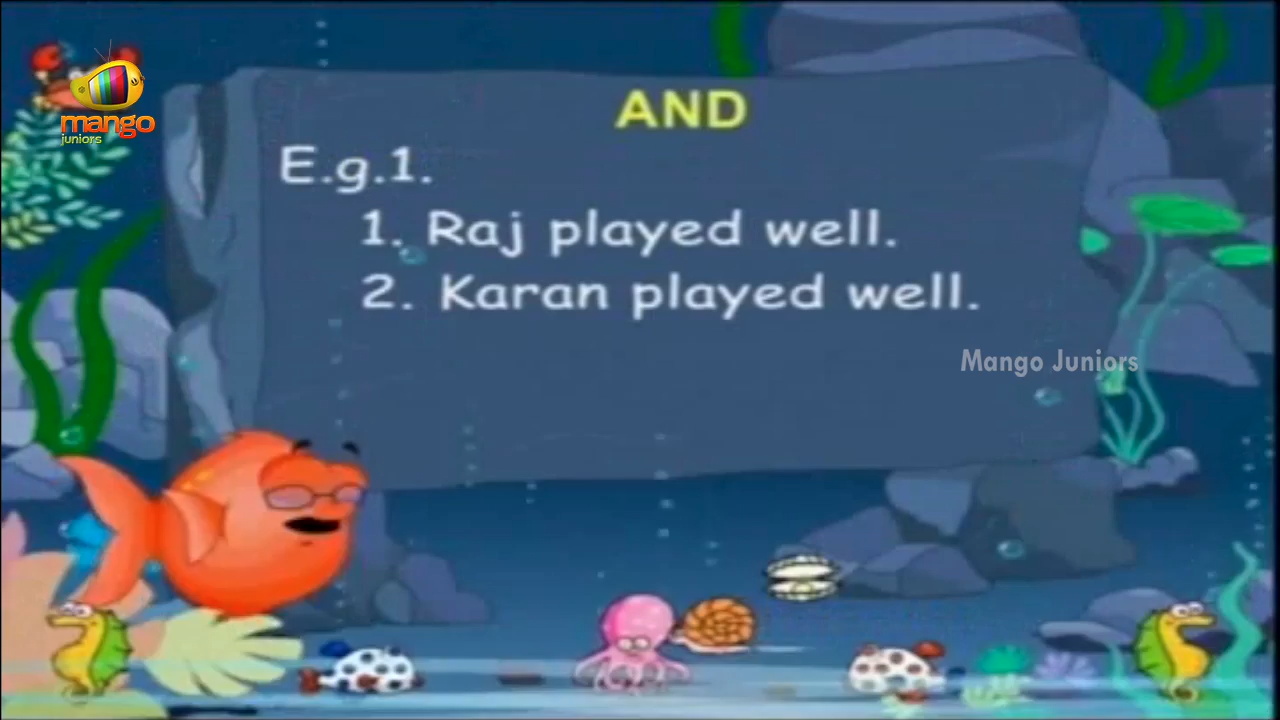 mango
juniors
AND
E.g.1.
1. Raj played well.
2. Karan played well.
Mango Juniors